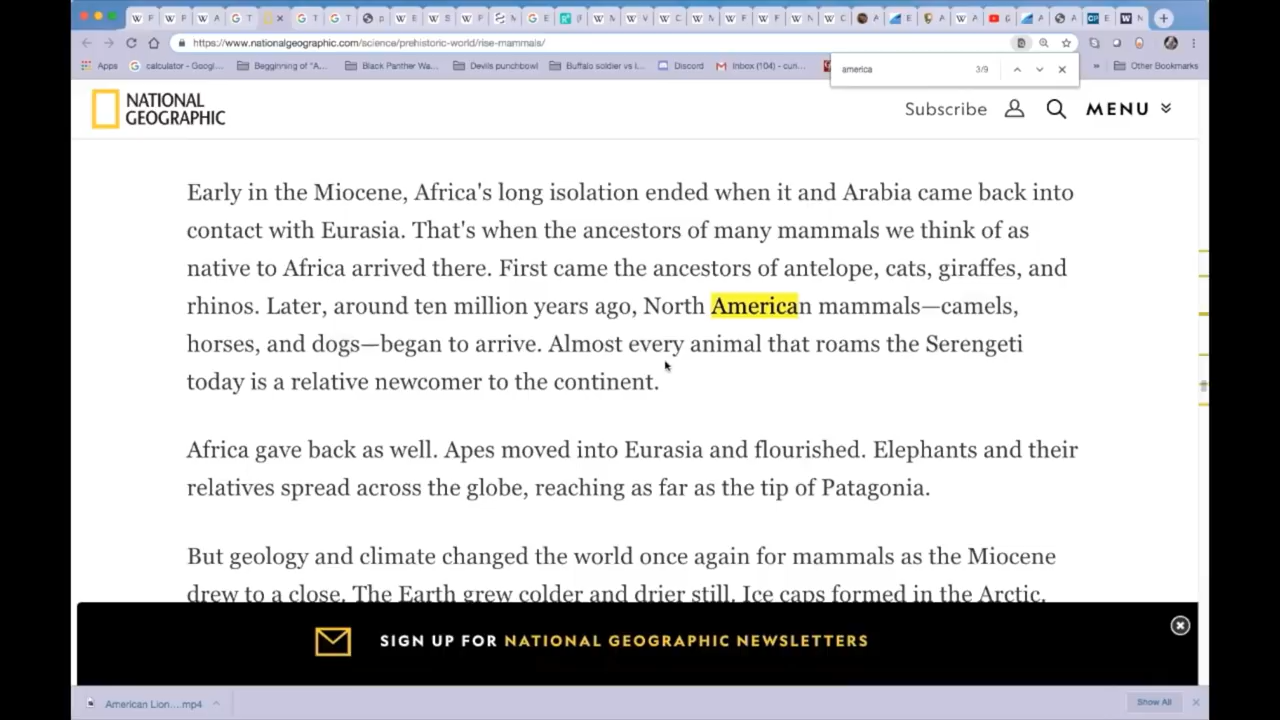 https://www.nationalgeographic.com/science/prehistoric-world/rise-mammals/
Apps
calculator - Googl...
Begginning of "A...
Black Panther Wa...
Devils punchbowl
Buffalo soldier vs i...
Discord
Inbox (104) - cun...
america
3/9
Other Bookmarks
NATIONAL
GEOGRAPHIC
Subscribe
MENU
Early in the Miocene, Africa's long isolation ended when it and Arabia came back into
contact with Eurasia. That's when the ancestors of many mammals we think of as
native to Africa arrived there. First came the ancestors of antelope, cats, giraffes, and
rhinos. Later, around ten million years ago, North American mammals—camels,
horses, and dogs—began to arrive. Almost every animal that roams the Serengeti
today is a relative newcomer to the continent.
Africa gave back as well. Apes moved into Eurasia and flourished. Elephants and their
relatives spread across the globe, reaching as far as the tip of Patagonia.
But geology and climate changed the world once again for mammals as the Miocene
drew to a close. The Earth grew colder and drier still. Ice caps formed in the Arctic.
SIGN UP FOR NATIONAL GEOGRAPHIC NEWSLETTERS
American Lion....mp4
Show All